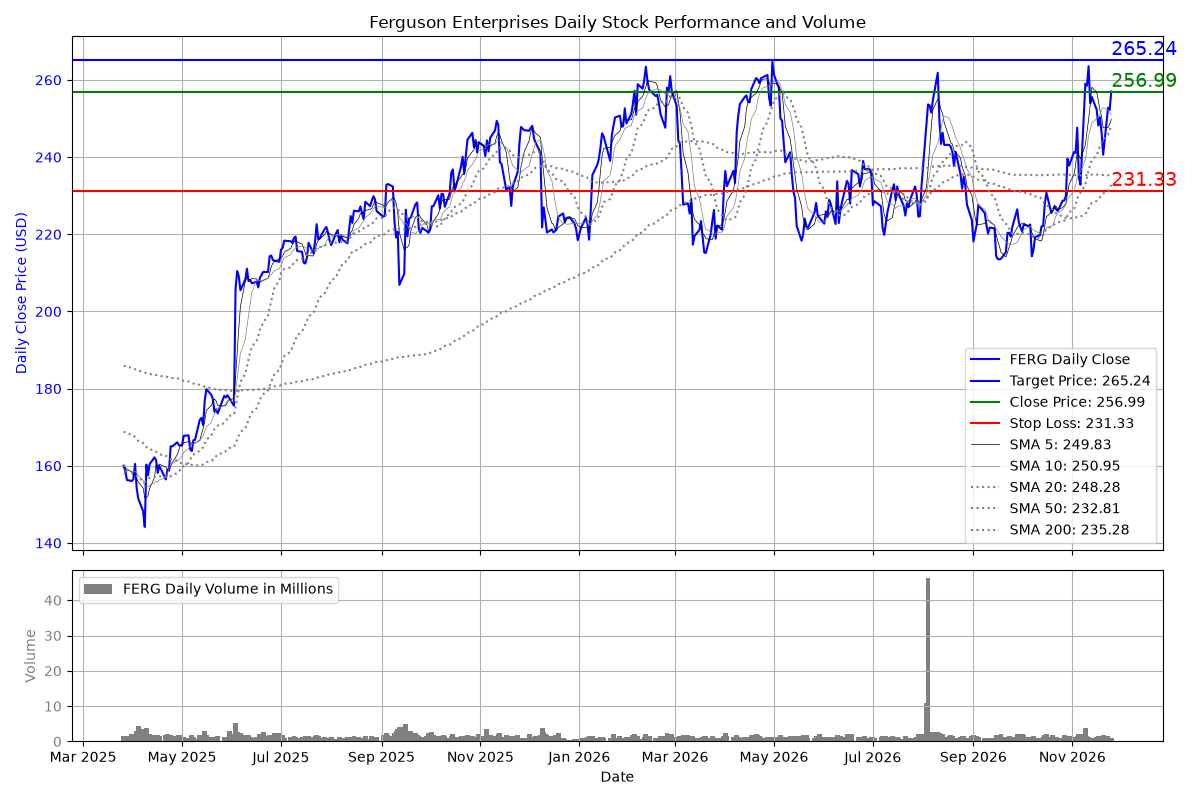 Ferguson Enterprises Daily Stock Performance and Volume
265.24
256.99
231.33
Daily Close Price (USD)
260
240
220
200
180
160
140
FERG Daily Close
Target Price: 265.24
Close Price: 256.99
Stop Loss: 231.33
SMA 5: 249.83
SMA 10: 250.95
SMA 20: 248.28
SMA 50: 232.81
SMA 200: 235.28
FERG Daily Volume in Millions
Volume
40
30
20
10
0
Mar 2025 May 2025 Jul 2025 Sep 2025 Nov 2025 Jan 2026 Mar 2026 May 2026 Jul 2026 Sep 2026 Nov 2026
Date